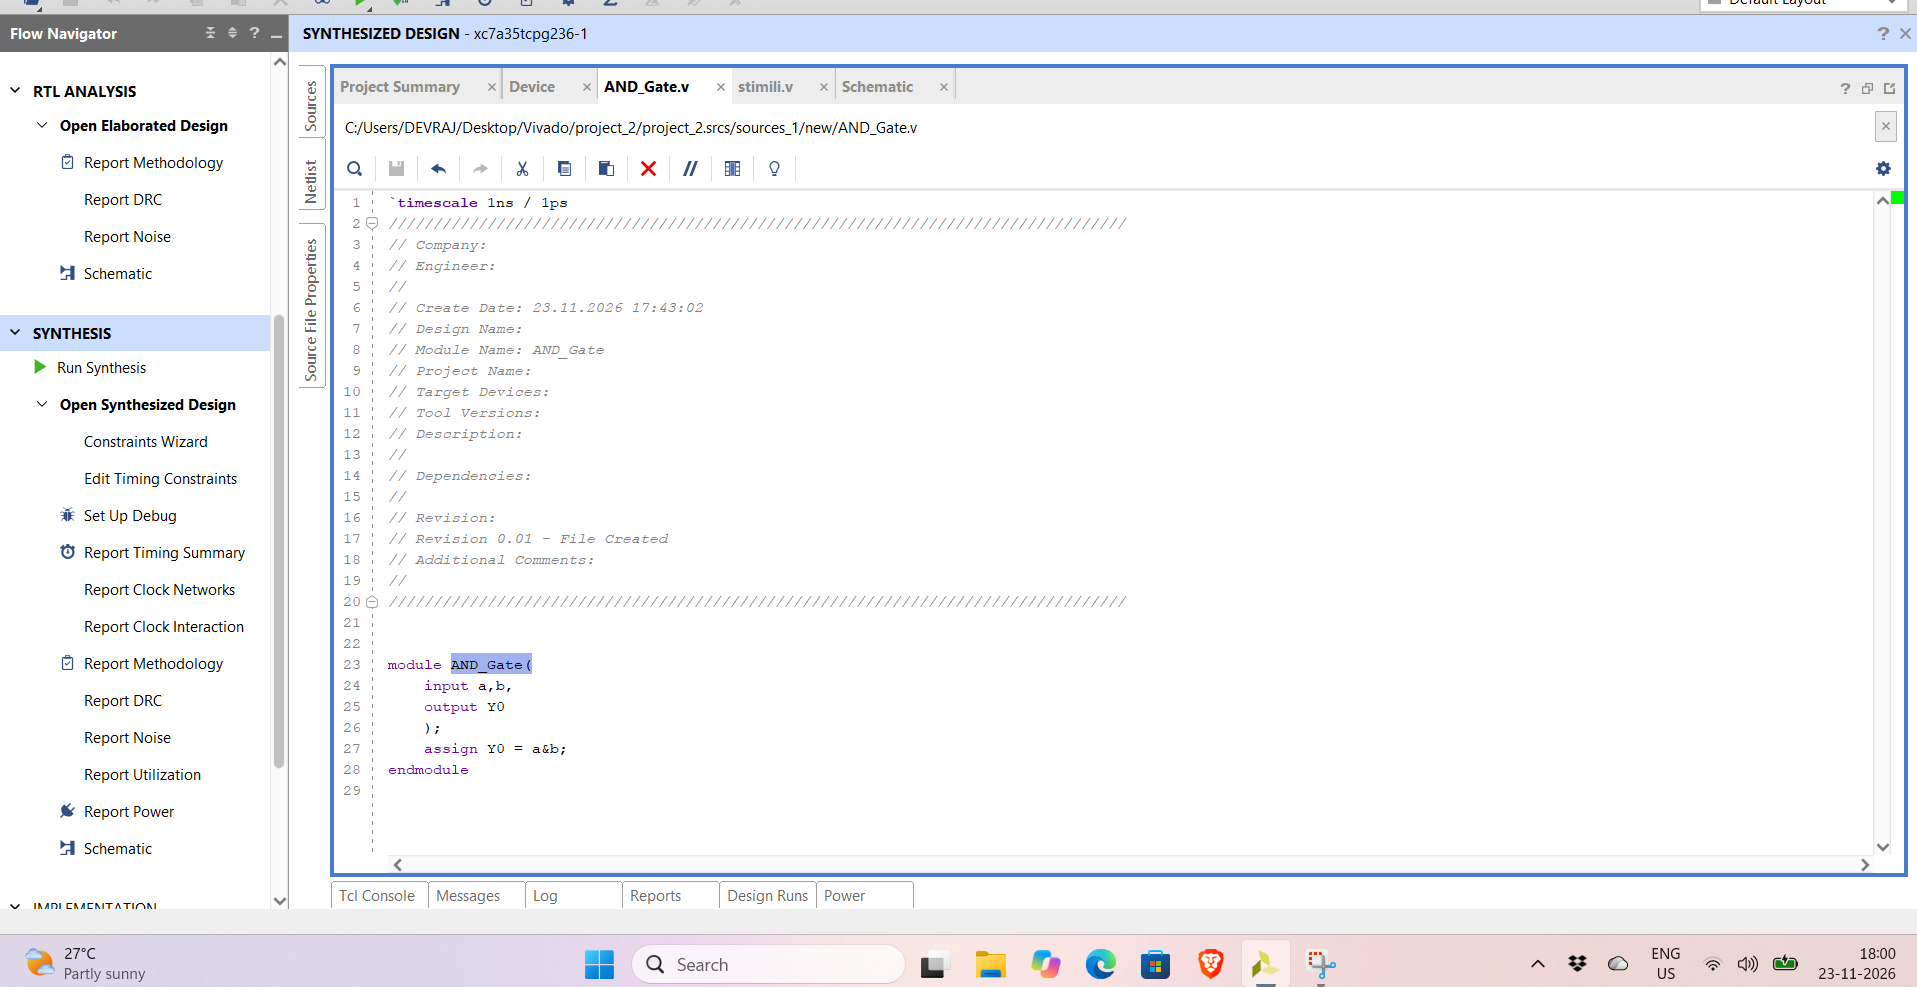 Default Layout
Flow Navigator
?
SYNTHESIZED DESIGN - xc7a35tcpg236-1
?
RTL ANALYSIS
Open Elaborated Design
Report Methodology
Report DRC
Report Noise
Schematic
SYNTHESIS
Run Synthesis
Open Synthesized Design
Constraints Wizard
Edit Timing Constraints
Set Up Debug
Report Timing Summary
Report Clock Networks
Report Clock Interaction
Report Methodology
Report DRC
Report Noise
Report Utilization
Report Power
Schematic
IMPLEMENTATION
Sources
Netlist
Source File Properties
Project Summary
Device
AND_Gate.v
stimili.v
Schematic
?
C:/Users/DEVRAJ/Desktop/Vivado/project_2/project_2.srcs/sources_1/new/AND_Gate.v
1 `timescale 1ns / 1ps
2 //////////////////////////////////////////////////////////////////////////////////
3 // Company:
4 // Engineer:
5 //
6 // Create Date: 23.11.2026 17:43:02
7 // Design Name:
8 // Module Name: AND_Gate
9 // Project Name:
10 // Target Devices:
11 // Tool Versions:
12 // Description:
13 //
14 // Dependencies:
15 //
16 // Revision:
17 // Revision 0.01 - File Created
18 // Additional Comments:
19 //
20 //////////////////////////////////////////////////////////////////////////////////
21
22
23 module AND_Gate(
24 input a,b,
25 output Y0
26 );
27 assign Y0 = a&b;
28 endmodule
29
Tcl Console
Messages
Log
Reports
Design Runs
Power
27°C
Partly sunny
Search
ENG
US
18:00
23-11-2026